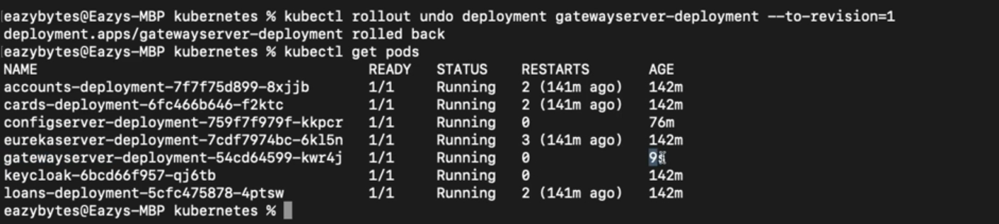 eazybytes@Eazys-MBP kubernetes % kubectl rollout undo deployment gatewayserver-deployment --to-revision=1
deployment.apps/gatewayserver-deployment rolled back
eazybytes@Eazys-MBP kubernetes % kubectl get pods
NAME READY STATUS RESTARTS AGE
accounts-deployment-7f7f75d899-8xjjb 1/1 Running 2 (141m ago) 142m
cards-deployment-6fc466b646-f2ktc 1/1 Running 2 (141m ago) 142m
configserver-deployment-759f7f979f-kkpcr 1/1 Running 0 76m
eurekaserver-deployment-7cdf7974bc-6kl5n 1/1 Running 3 (141m ago) 142m
gatewayserver-deployment-54cd64599-kwr4j 1/1 Running 0 9s
keycloak-6bcd66f957-qj6tb 1/1 Running 0 142m
loans-deployment-5cfc475878-4ptsw 1/1 Running 2 (141m ago) 142m
eazybytes@Eazys-MBP kubernetes %